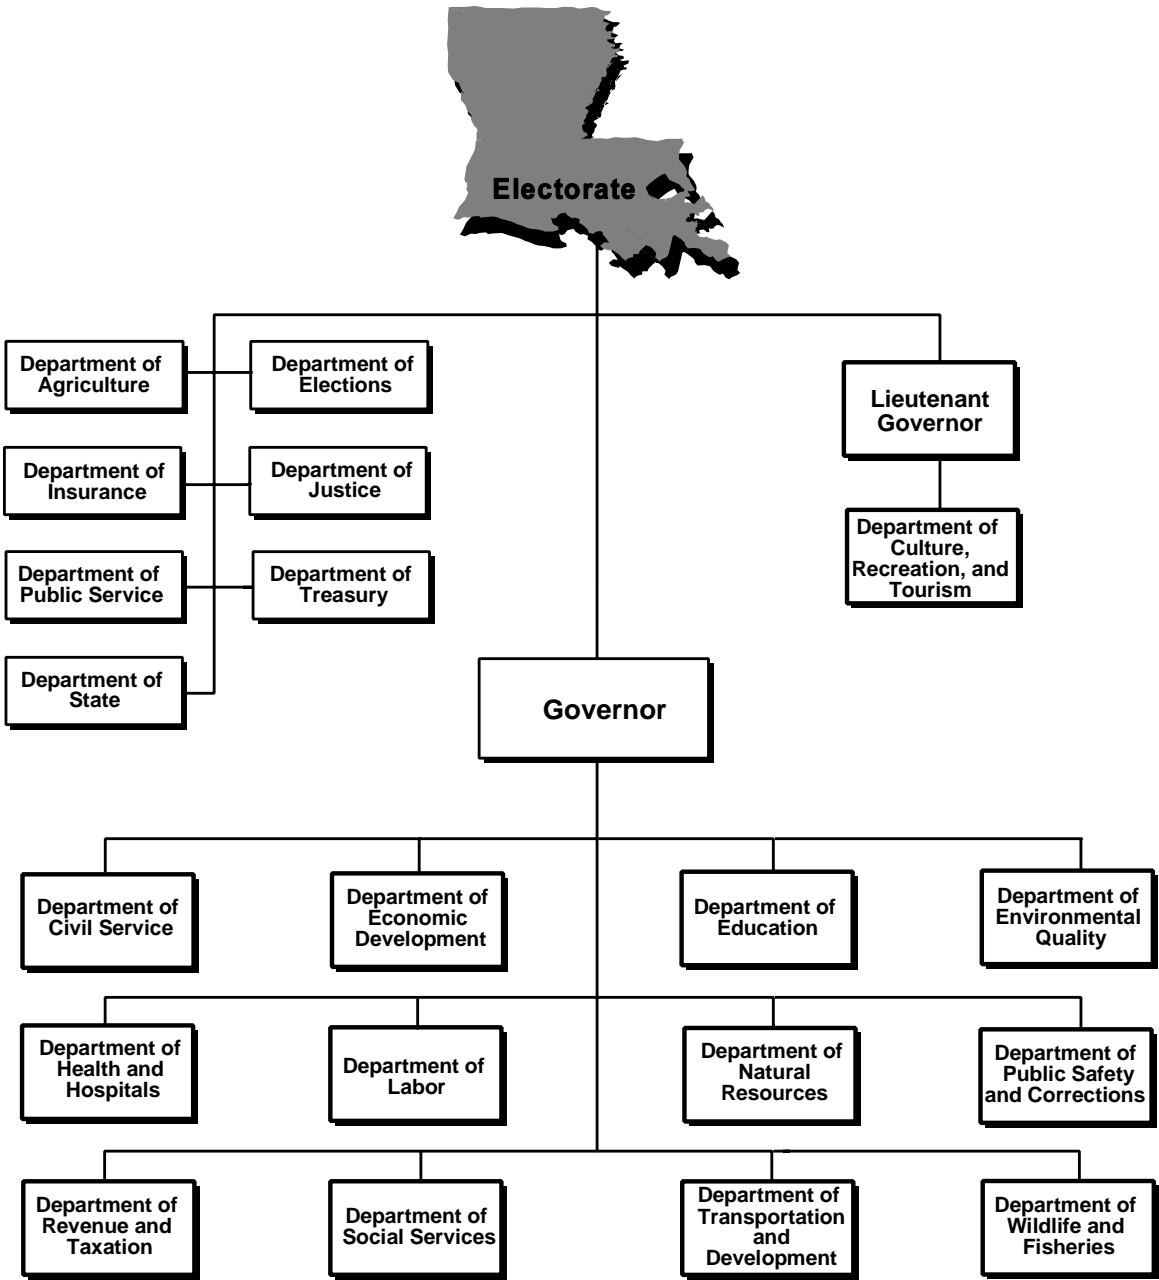 Electorate
Department of
Agriculture
Department of
Elections
Lieutenant
Governor
Department of
Insurance
Department of
Justice
Department of
Culture,
Recreation, and
Tourism
Department of
Public Service
Department of
Treasury
Department of
State
Governor
Department of
Civil Service
Department of
Economic
Development
Department of
Education
Department of
Environmental
Quality
Department of
Health and
Hospitals
Department of
Labor
Department of
Natural
Resources
Department of
Public Safety
and Corrections
Department of
Revenue and
Taxation
Department of
Social Services
Department of
Transportation
and
Development
Department of
Wildlife and
Fisheries